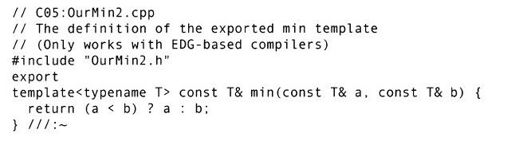 // C05:OurMin2.cpp
// The definition of the exported min template
// (Only works with EDG-based compilers)
#include "OurMin2.h"
export
template<typename T> const T& min(const T& a, const T& b) {
return (a < b) ? a : b;
} ///:~